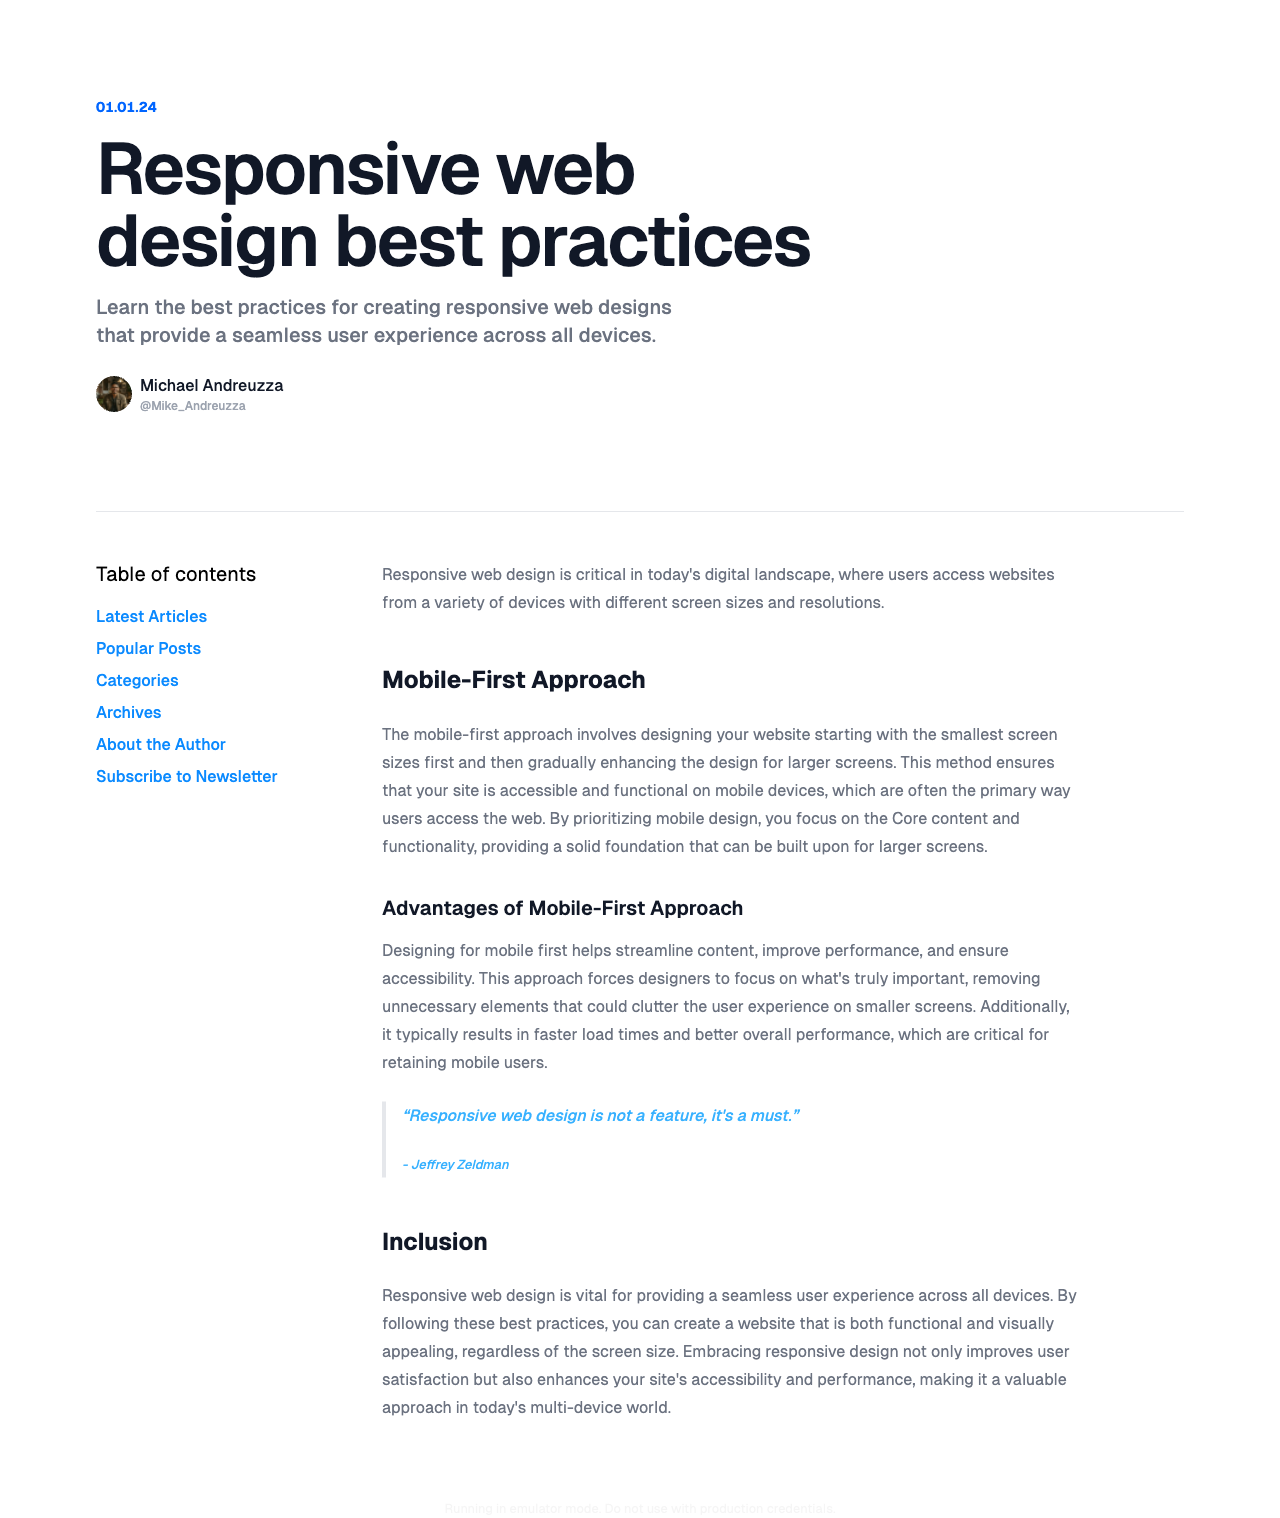 01.01.24
Responsive web
design best practices
Learn the best practices for creating responsive web designs
that provide a seamless user experience across all devices.
Michael Andreuzza
@Mike_Andreuzza
Table of contents
Latest Articles
Popular Posts
Categories
Archives
About the Author
Subscribe to Newsletter
Responsive web design is critical in today's digital landscape, where users access websites
from a variety of devices with different screen sizes and resolutions.
Mobile-First Approach
The mobile-first approach involves designing your website starting with the smallest screen
sizes first and then gradually enhancing the design for larger screens. This method ensures
that your site is accessible and functional on mobile devices, which are often the primary way
users access the web. By prioritizing mobile design, you focus on the Core content and
functionality, providing a solid foundation that can be built upon for larger screens.
Advantages of Mobile-First Approach
Designing for mobile first helps streamline content, improve performance, and ensure
accessibility. This approach forces designers to focus on what's truly important, removing
unnecessary elements that could clutter the user experience on smaller screens. Additionally,
it typically results in faster load times and better overall performance, which are critical for
retaining mobile users.
“Responsive web design is not a feature, it's a must.”
- Jeffrey Zeldman
Inclusion
Responsive web design is vital for providing a seamless user experience across all devices. By
following these best practices, you can create a website that is both functional and visually
appealing, regardless of the screen size. Embracing responsive design not only improves user
satisfaction but also enhances your site's accessibility and performance, making it a valuable
approach in today's multi-device world.
Running in emulator mode. Do not use with production credentials.